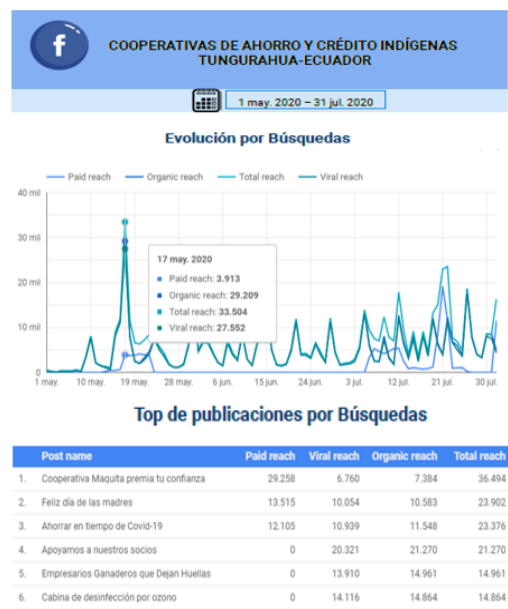 f
COOPERATIVAS DE AHORRO Y CRÉDITO INDÍGENAS
TUNGURAHUA-ECUADOR
1 may. 2020 – 31 jul. 2020
Evolución por Búsquedas
Paid reach Organic reach Total reach Viral reach
40 mil
30 mil
20 mil
10 mil
0
17 may. 2020
Paid reach: 3.913
Organic reach: 29.209
Total reach: 33.504
Viral reach: 27.552
1 may. 10 may. 19 may. 28 may. 6 jun. 15 jun. 24 jun. 3 jul. 12 jul. 21 jul. 30 jul.
Top de publicaciones por Búsquedas
Post name Paid reach Viral reach Organic reach Total reach
1. Cooperativa Maquita premia tu confianza 29.258 6.760 7.384 36.494
2. Feliz día de las madres 13.515 10.054 10.583 23.902
3. Ahorrar en tiempo de Covid-19 12.105 10.939 11.548 23.376
4. Apoyamos a nuestros socios 0 20.321 21.270 21.270
5. Empresarios Ganaderos que Dejan Huellas 0 13.910 14.961 14.961
6. Cabina de desinfección por ozono 0 14.116 14.864 14.864